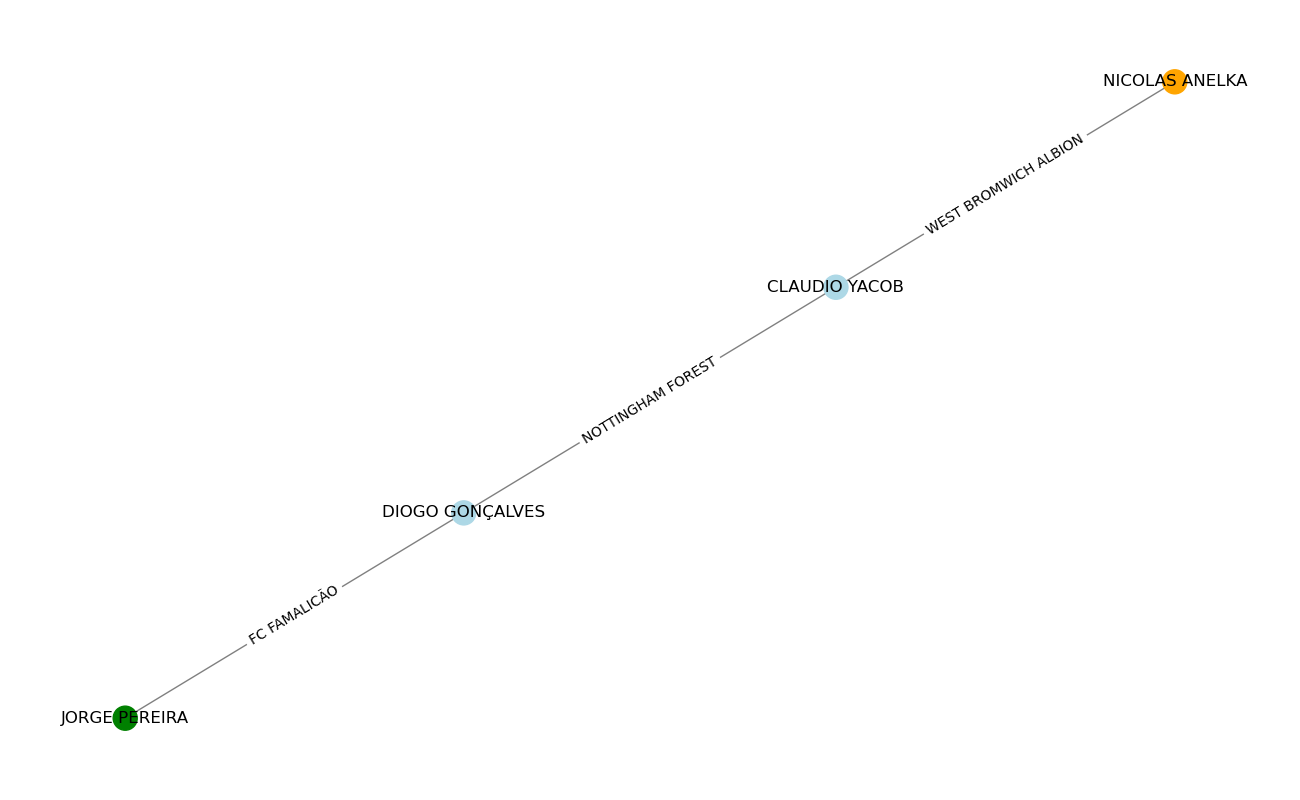 NICOLAS ANELKA
WEST BROMWICH ALBION
CLAUDIO YACOB
NOTTINGHAM FOREST
DIOGO GONÇALVES
FC FAMALICÃO
JORGE PEREIRA